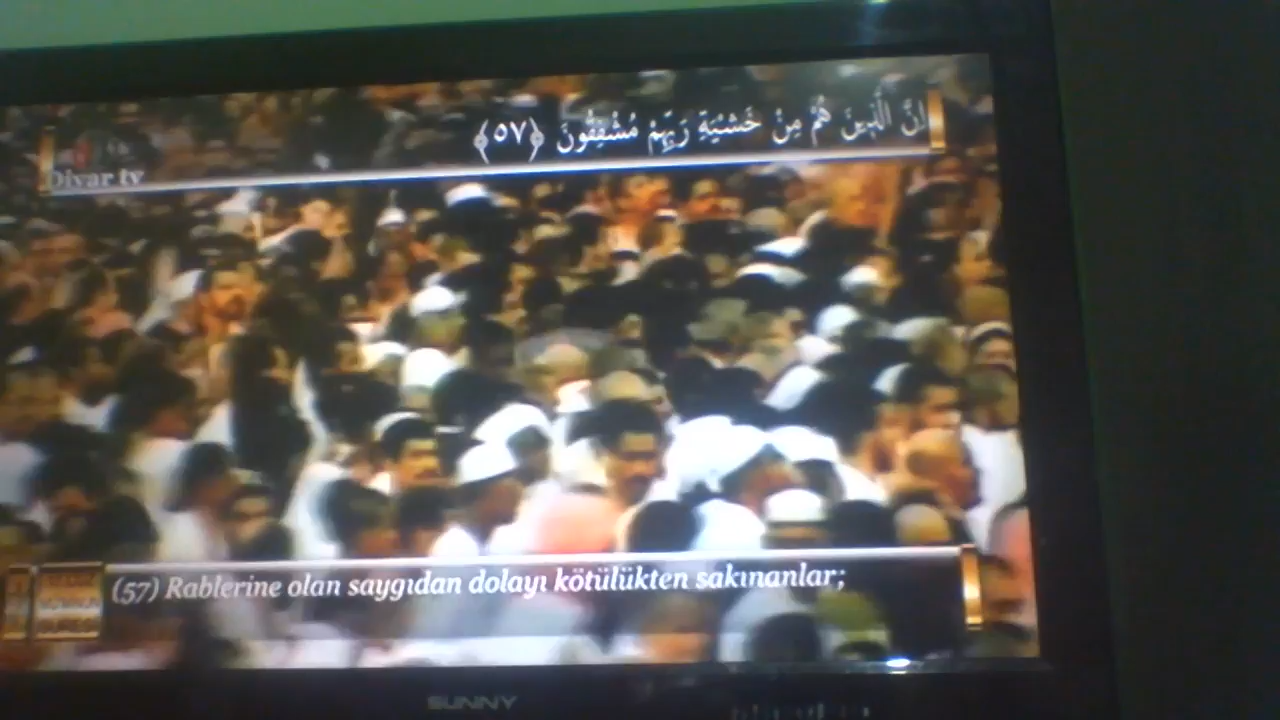 اِنَّ الَّذٖينَ هُمْ مِنْ خَشْيَةِ رَبِّهِمْ مُشْفِقُونَ ﴿٥٧﴾
Divar tv
(57) Rablerine olan saygıdan dolayı kötülükten sakınanlar;
SUNNY